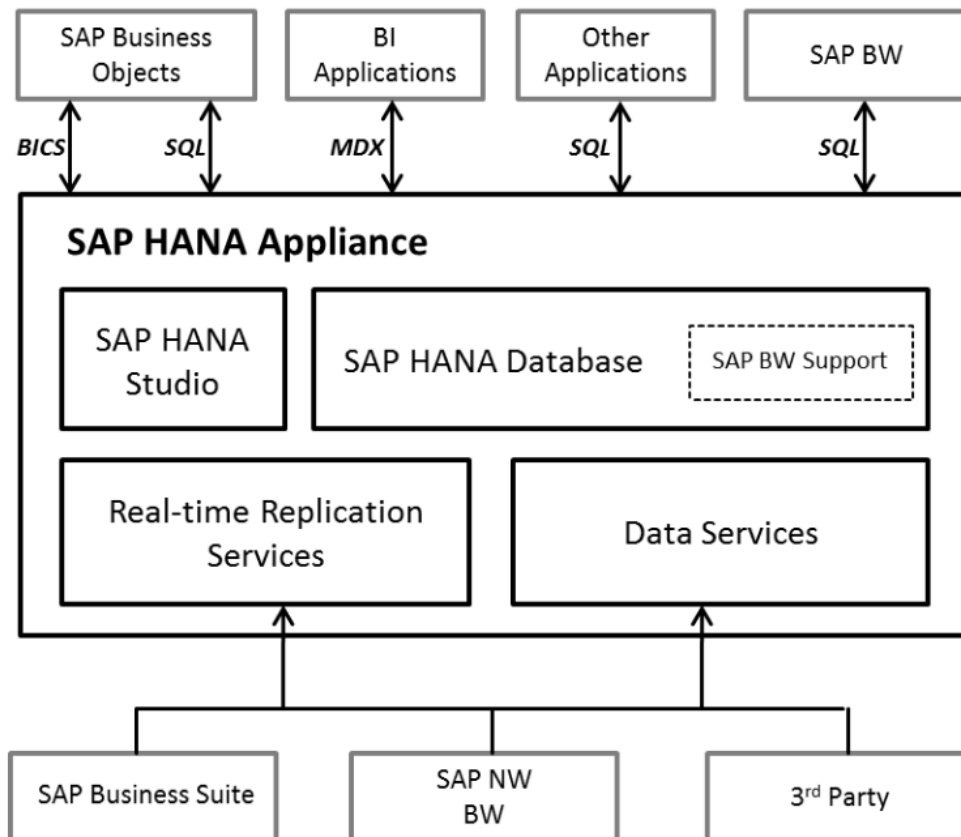 SAP Business
Objects
BI
Applications
Other
Applications
SAP BW
BICS
SQL
MDX
SQL
SQL
SAP HANA Appliance
SAP HANA
Studio
SAP HANA Database
SAP BW Support
Real-time Replication
Services
Data Services
SAP Business Suite
SAP NW
BW
3rd Party